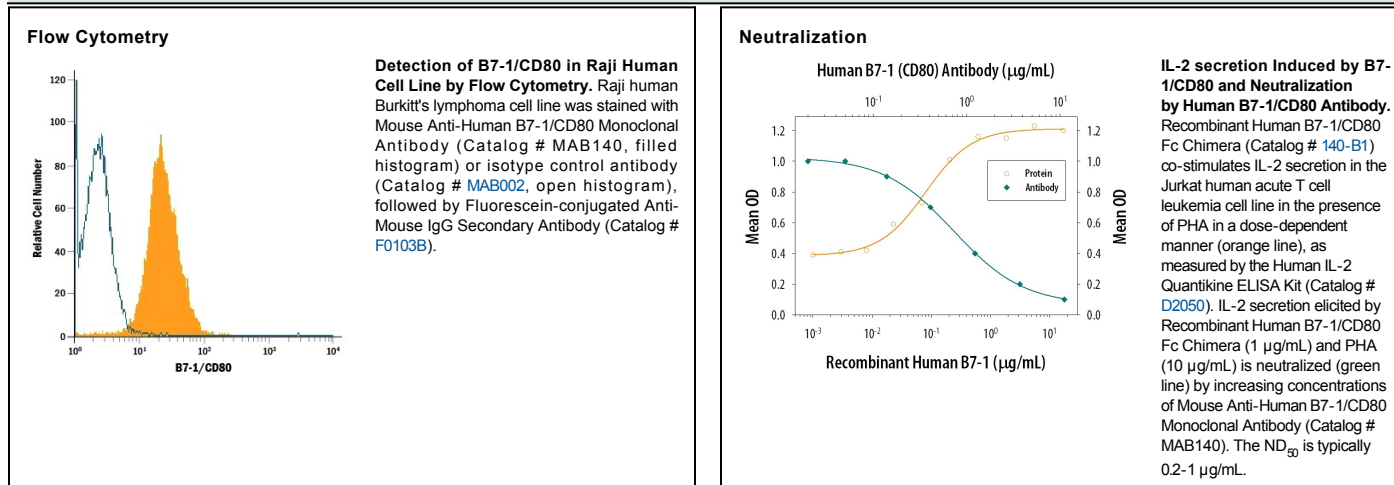 Flow Cytometry
120
100
80
60
40
20
0
Relative Cell Number
10⁰
10¹
10²
10³
10⁴
B7-1/CD80
Detection of B7-1/CD80 in Raji Human
Cell Line by Flow Cytometry. Raji human
Burkitt's lymphoma cell line was stained with
Mouse Anti-Human B7-1/CD80 Monoclonal
Antibody (Catalog # MAB140, filled
histogram) or isotype control antibody
(Catalog # MAB002, open histogram),
followed by Fluorescein-conjugated Anti-
Mouse IgG Secondary Antibody (Catalog #
F0103B).
Neutralization
Human B7-1 (CD80) Antibody (µg/mL)
10⁻¹
10⁰
10¹
1.2
1.0
0.8
0.6
0.4
0.2
0.0
Mean OD
Protein
Antibody
1.2
1.0
0.8
0.6
0.4
0.2
0.0
Mean OD
10⁻³
10⁻²
10⁻¹
10⁰
10¹
Recombinant Human B7-1 (µg/mL)
IL-2 secretion Induced by B7-
1/CD80 and Neutralization
by Human B7-1/CD80 Antibody.
Recombinant Human B7-1/CD80
Fc Chimera (Catalog # 140-B1)
co-stimulates IL-2 secretion in the
Jurkat human acute T cell
leukemia cell line in the presence
of PHA in a dose-dependent
manner (orange line), as
measured by the Human IL-2
Quantikine ELISA Kit (Catalog #
D2050). IL-2 secretion elicited by
Recombinant Human B7-1/CD80
Fc Chimera (1 µg/mL) and PHA
(10 µg/mL) is neutralized (green
line) by increasing concentrations
of Mouse Anti-Human B7-1/CD80
Monoclonal Antibody (Catalog #
MAB140). The ND₅₀ is typically
0.2-1 µg/mL.